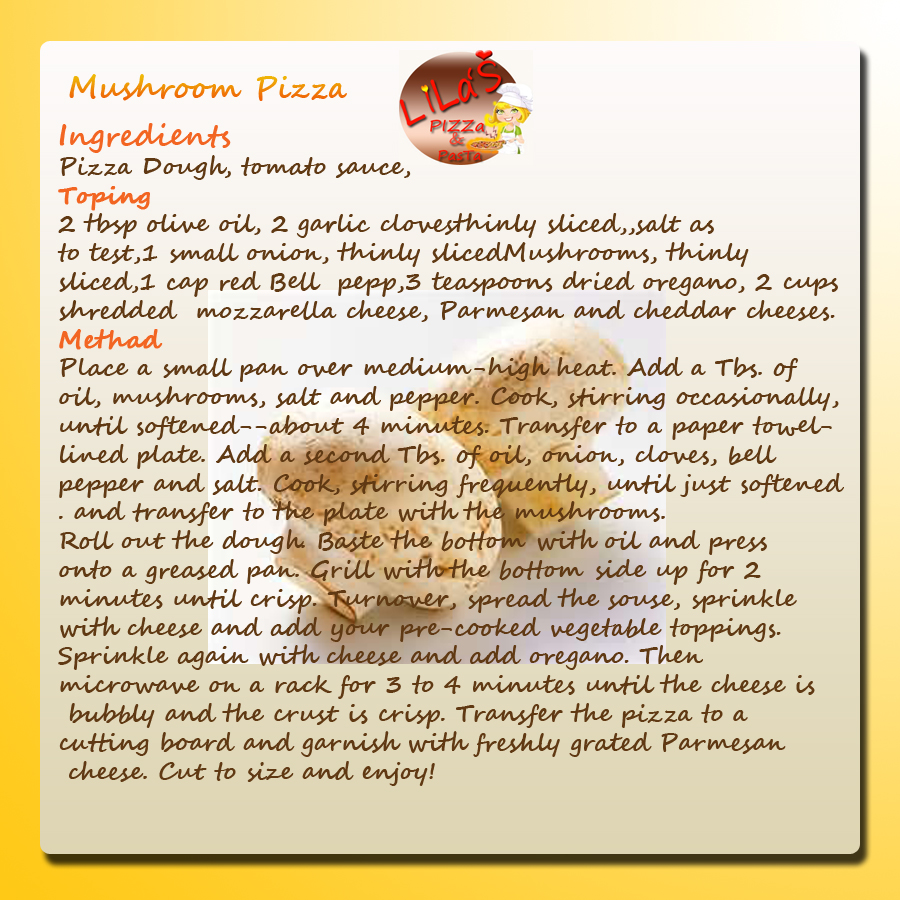 Mushroom Pizza
LiLa'S
PIZZa
&
PasTa
Ingredients
Pizza Dough, tomato sauce,
Toping
2 tbsp olive oil, 2 garlic clovesthinly sliced,,salt as
to test,1 small onion, thinly slicedMushrooms, thinly
sliced,1 cap red Bell pepp,3 teaspoons dried oregano, 2 cups
shredded mozzarella cheese, Parmesan and cheddar cheeses.
Methad
Place a small pan over medium-high heat. Add a Tbs. of
oil, mushrooms, salt and pepper. Cook, stirring occasionally,
until softened--about 4 minutes. Transfer to a paper towel-
lined plate. Add a second Tbs. of oil, onion, cloves, bell
pepper and salt. Cook, stirring frequently, until just softened
. and transfer to the plate with the mushrooms.
Roll out the dough. Baste the bottom with oil and press
onto a greased pan. Grill with the bottom side up for 2
minutes until crisp. Turnover, spread the souse, sprinkle
with cheese and add your pre-cooked vegetable toppings.
Sprinkle again with cheese and add oregano. Then
microwave on a rack for 3 to 4 minutes until the cheese is
bubbly and the crust is crisp. Transfer the pizza to a
cutting board and garnish with freshly grated Parmesan
cheese. Cut to size and enjoy!